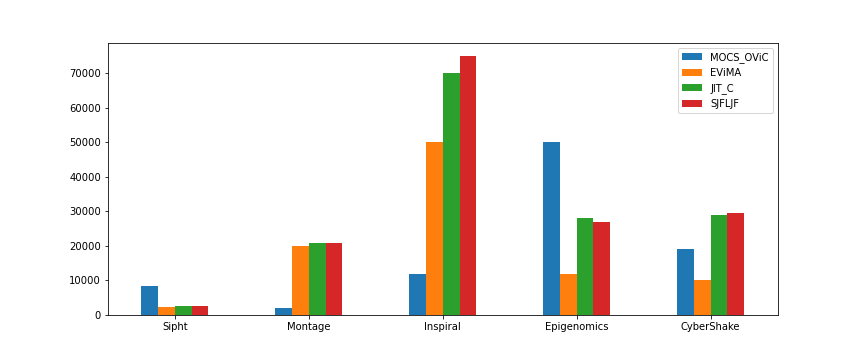 70000
60000
50000
40000
30000
20000
10000
0
Sipht
Montage
Inspiral
Epigenomics
CyberShake
MOCS_OViC
EViMA
JIT_C
SJFLJF